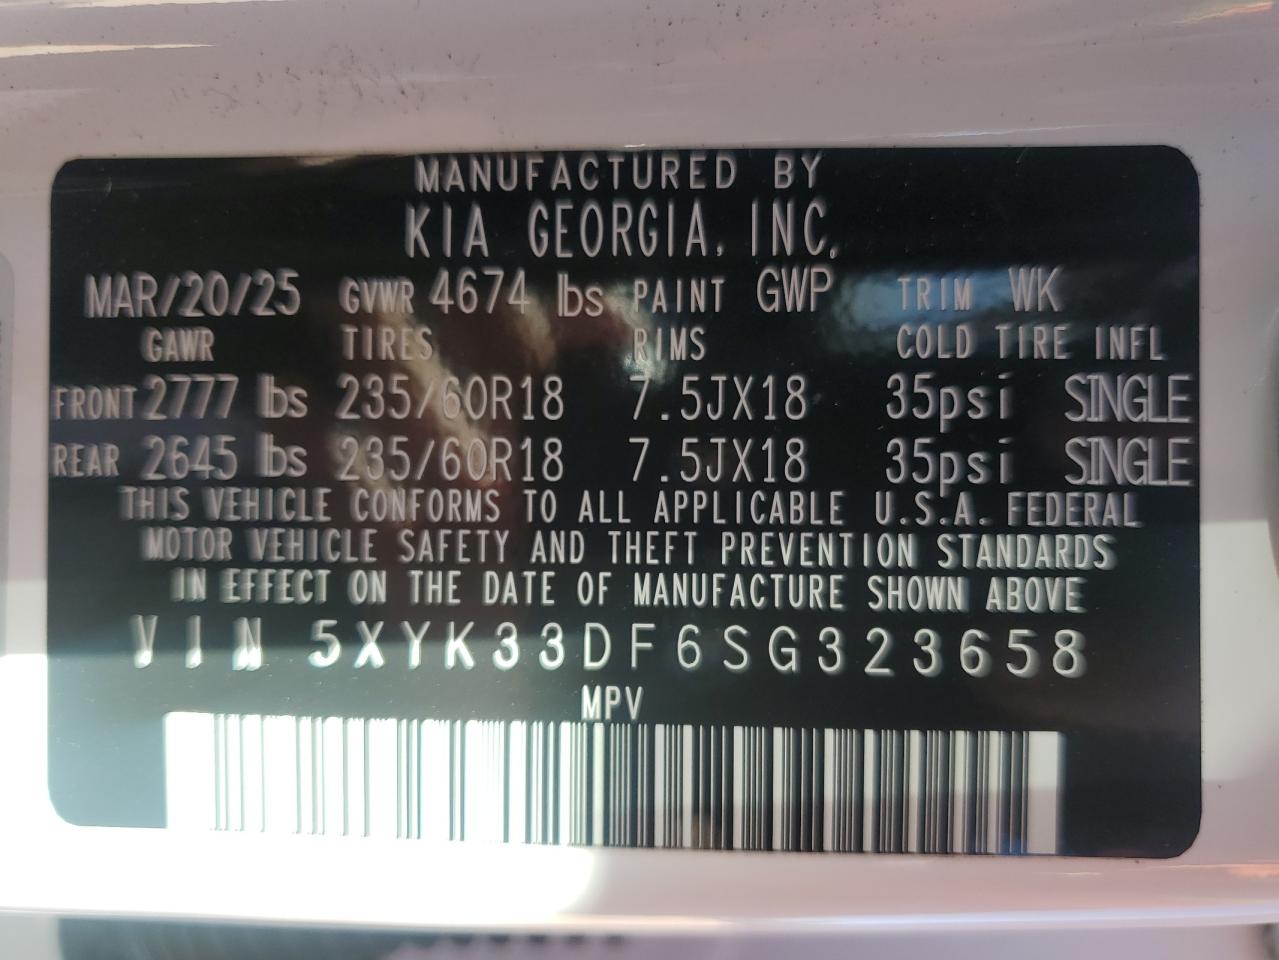 MANUFACTURED BY
KIA GEORGIA, INC.
MAR/20/25 GVWR 4674 lbs PAINT GWP TRIM WK
GAWR TIRES RIMS COLD TIRE INFL
FRONT 2777 lbs 235/60R18 7.5JX18 35psi SINGLE
REAR 2645 lbs 235/60R18 7.5JX18 35psi SINGLE
THIS VEHICLE CONFORMS TO ALL APPLICABLE U.S.A. FEDERAL
MOTOR VEHICLE SAFETY AND THEFT PREVENTION STANDARDS
IN EFFECT ON THE DATE OF MANUFACTURE SHOWN ABOVE
VIN 5XYK33DF6SG323658
MPV